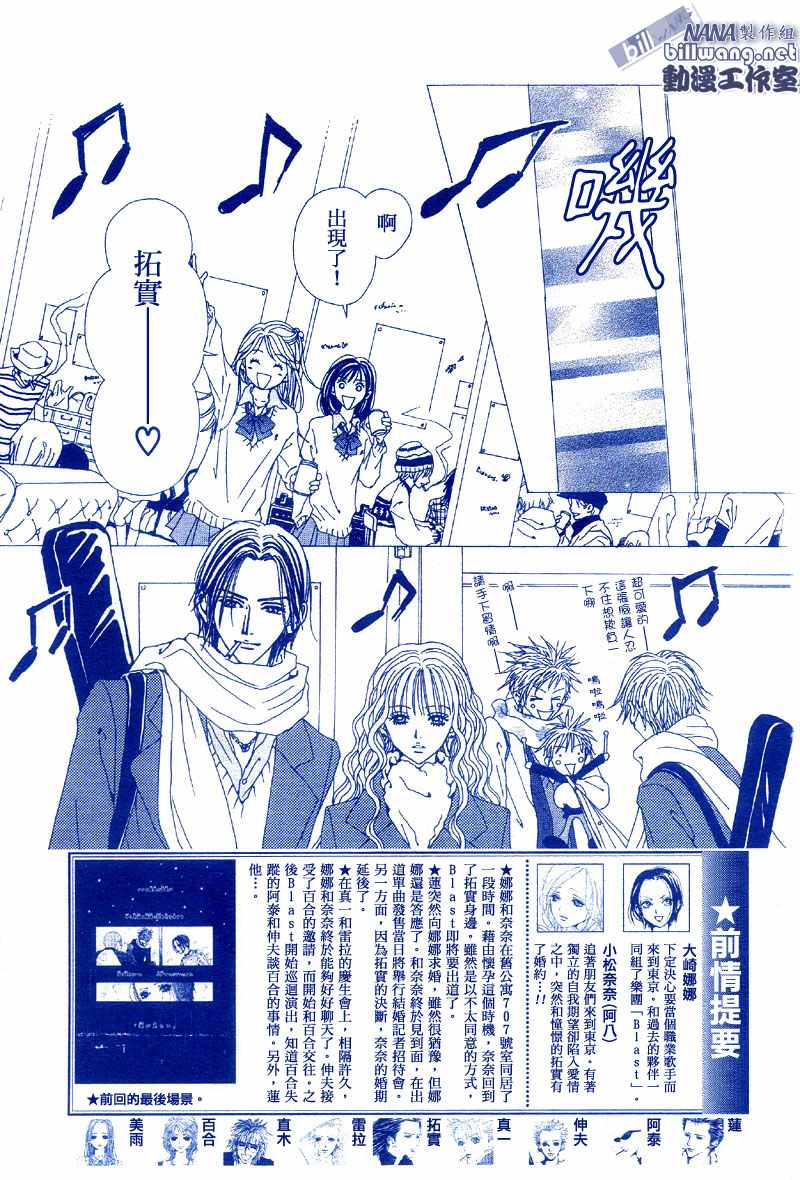 bill
NANA製作組
billwang.net
動漫工作室
嘰
啊
出現了！
拓實
——♡
超可愛的
這張臉讓人忍
不住想欺負一
下哪
嗚啦嗚啦
啊
請手下留情啊
★前情提要
大崎娜娜
下定決心要當個職業歌手而
來到東京。和過去的夥伴一
同組了樂團「Blast」。
小松奈奈（阿八）
追著朋友們來到東京。有著
獨立的自我期望卻陷入愛情
之中，突然和憧憬的拓實有
了婚約…!!
★娜娜和奈奈在舊公寓707號室同居了
一段時間。藉由懷孕這個時機，奈奈回到
了拓實身邊。雖然是以不太同意的方式，
Blast即將要出道了。
★蓮突然向娜娜求婚，雖然很猶豫，但娜
娜還是答應了。和奈奈終於見到面，在出
道單曲發售當日將舉行結婚記者招待會。
另一方面，因為拓實的決斷，奈奈的婚期
延後了。
★在真一和雷拉的慶生會上，相隔許久，
娜娜和奈奈終於能夠好好聊天了。伸夫接
受了百合的邀請，而開始和百合交往。之
後Blast開始巡迴演出，知道百合失
蹤的阿泰和伸夫談百合的事情。另外，蓮
他…。
★前回的最後場景。
蓮
阿泰
伸夫
真一
拓實
雷拉
直木
百合
美雨